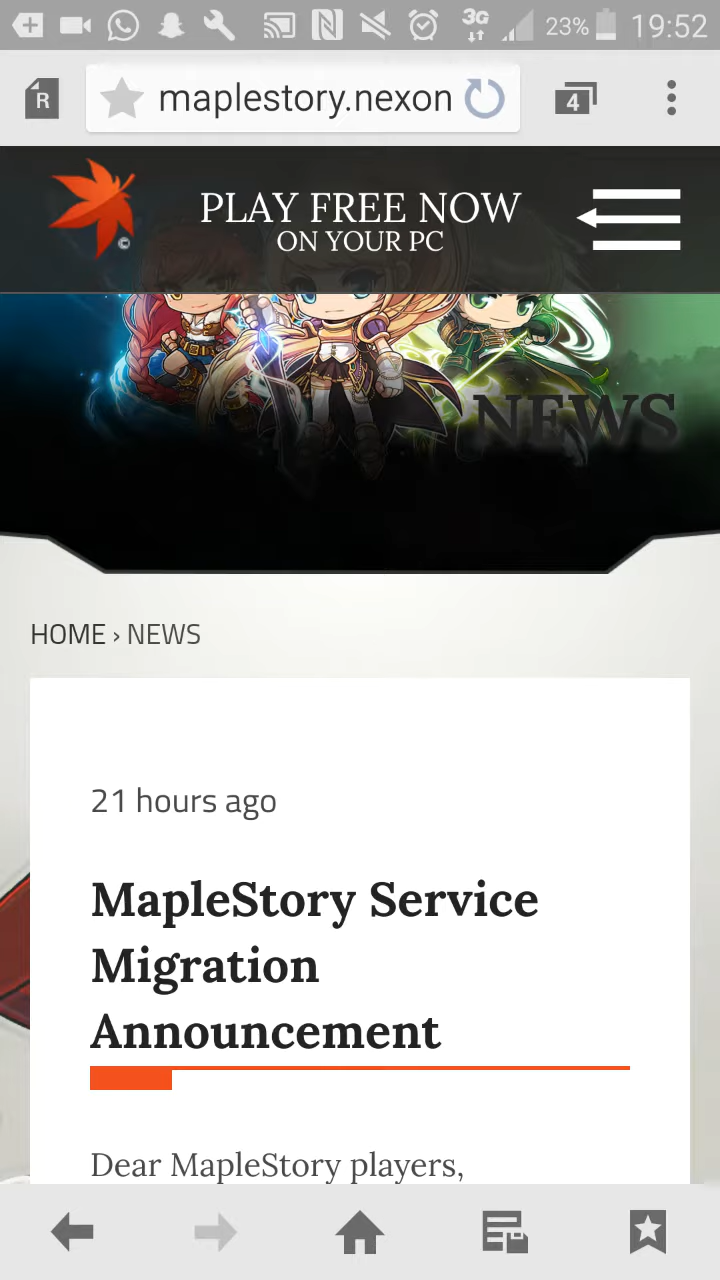 3G 23% 19:52
R maplestory.nexon 4
PLAY FREE NOW
ON YOUR PC
©
NEWS
HOME › NEWS
21 hours ago
MapleStory Service
Migration
Announcement
Dear MapleStory players,